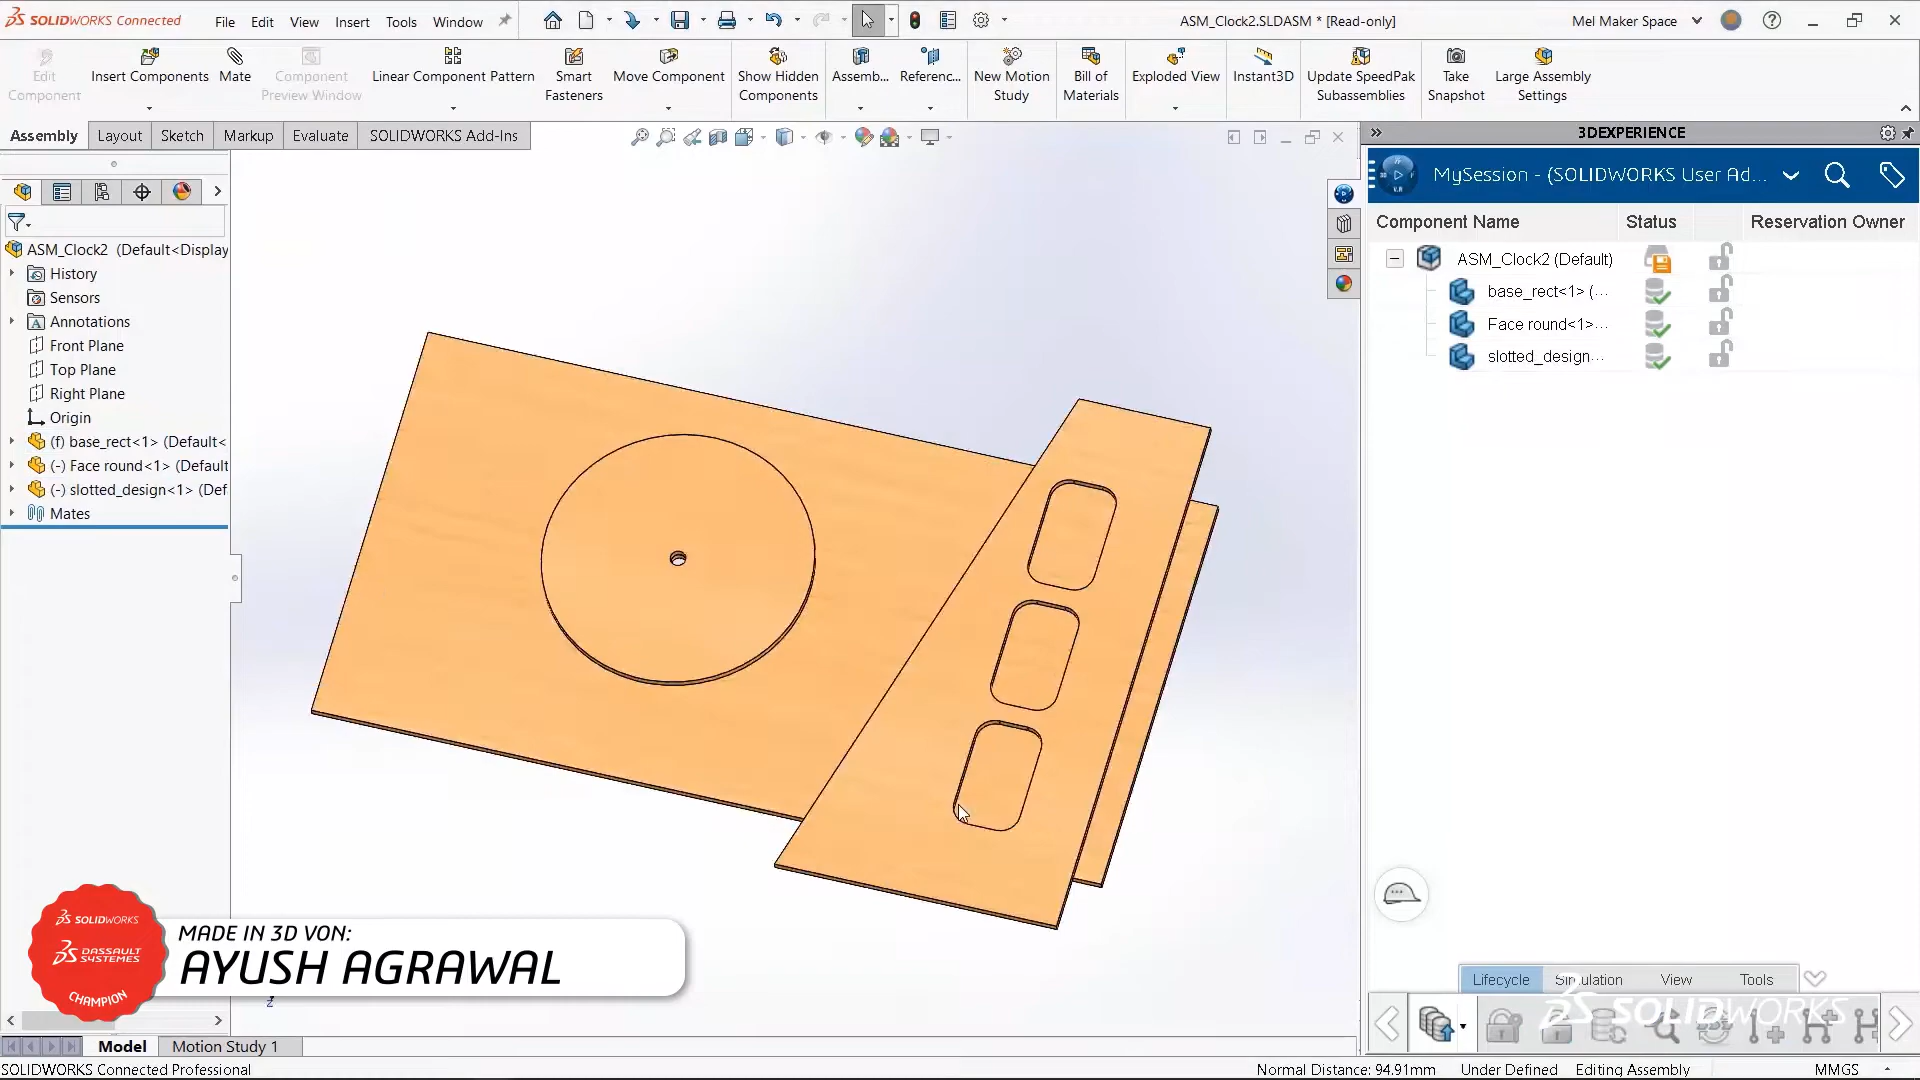 SOLIDWORKS Connected
File Edit View Insert Tools Window
ASM_Clock2.SLDASM * [Read-only]
Mel Maker Space
Edit Component
Insert Components
Mate
Component Preview Window
Linear Component Pattern
Smart Fasteners
Move Component
Show Hidden Components
Assemb...
Referenc...
New Motion Study
Bill of Materials
Exploded View
Instant3D
Update SpeedPak Subassemblies
Take Snapshot
Large Assembly Settings
Assembly Layout Sketch Markup Evaluate SOLIDWORKS Add-Ins
ASM_Clock2 (Default<Display
History
Sensors
Annotations
Front Plane
Top Plane
Right Plane
Origin
(f) base_rect<1> (Default<
(-) Face round<1> (Default
(-) slotted_design<1> (Def
Mates
3DEXPERIENCE
MySession - (SOLIDWORKS User Ad...
Component Name Status Reservation Owner
ASM_Clock2 (Default)
base_rect<1> (...
Face round<1>...
slotted_design...
SOLIDWORKS
DASSAULT SYSTEMES
CHAMPION
MADE IN 3D VON:
AYUSH AGRAWAL
Z
Lifecycle Simulation View Tools
SOLIDWORKS
Model Motion Study 1
SOLIDWORKS Connected Professional
Normal Distance: 94.91mm Under Defined Editing Assembly MMGS